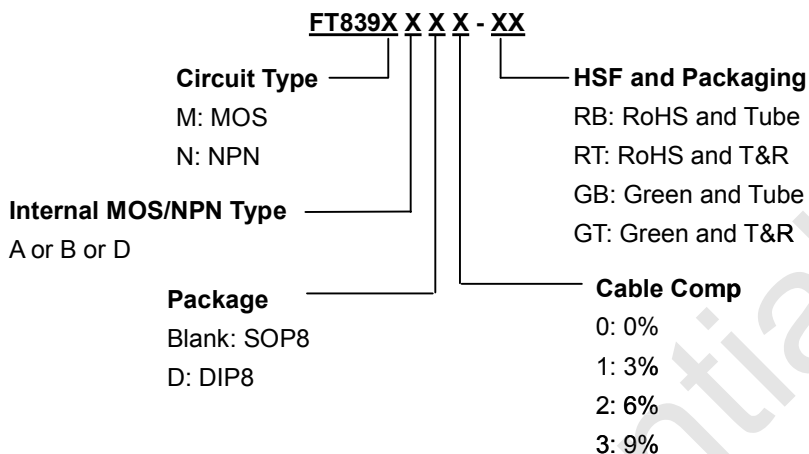 FT839X X X X - XX
Circuit Type
M: MOS
N: NPN
Internal MOS/NPN Type
A or B or D
Package
Blank: SOP8
D: DIP8
HSF and Packaging
RB: RoHS and Tube
RT: RoHS and T&R
GB: Green and Tube
GT: Green and T&R
Cable Comp
0: 0%
1: 3%
2: 6%
3: 9%